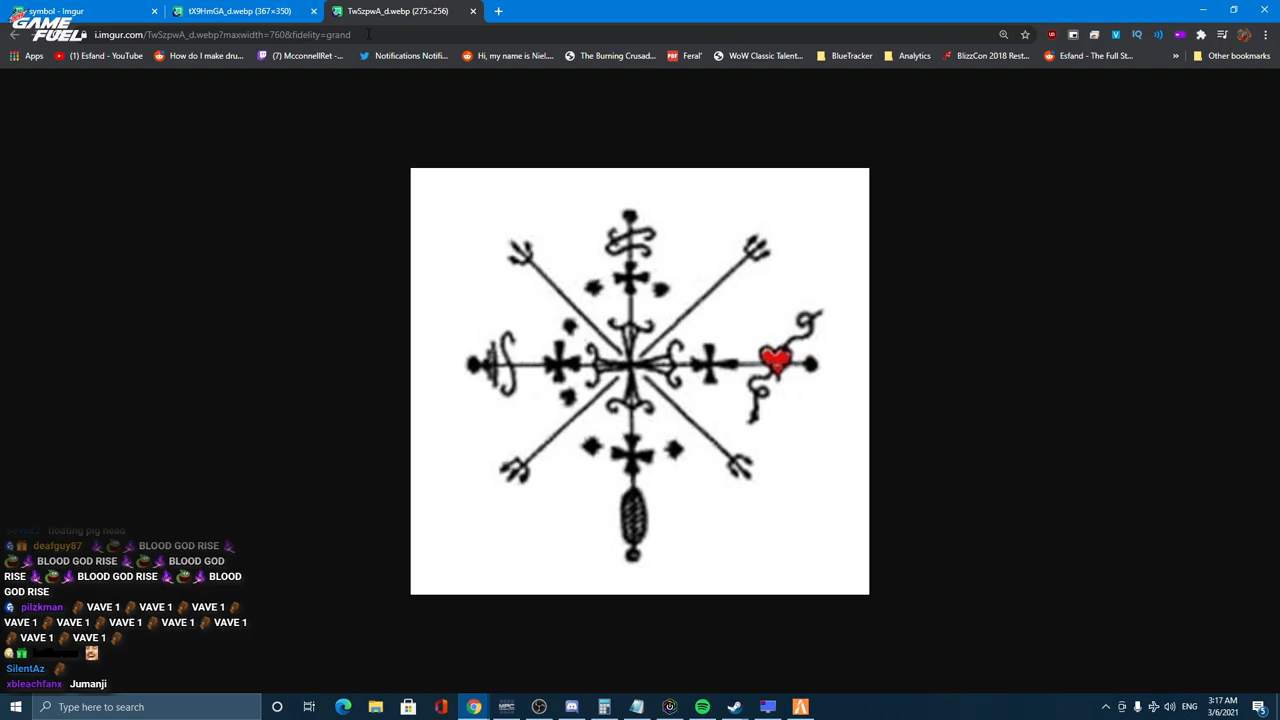 symbol - Imgur
tX9HmGA_d.webp (367×350)
TwSzpwA_d.webp (275×256)
GAME
FUEL
i.imgur.com/TwSzpwA_d.webp?maxwidth=760&fidelity=grand
Apps
(1) Esfand - YouTube
How do I make dru...
(7) McconnellRet -...
Notifications Notifi...
Hi, my name is Niel...
The Burning Crusad...
Feral'
WoW Classic Talent...
BlueTracker
Analytics
BlizzCon 2018 Rest...
Esfand - The Full St...
»
Other bookmarks
floating pig head
deafguy87 BLOOD GOD RISE
BLOOD GOD RISE BLOOD GOD
RISE BLOOD GOD RISE BLOOD
GOD RISE
pilzkman VAVE 1 VAVE 1 VAVE 1
VAVE 1 VAVE 1 VAVE 1 VAVE 1 VAVE 1
VAVE 1 VAVE 1
SilentAz
xbleachfanx Jumanji
Type here to search
ENG
3:17 AM
3/6/2021